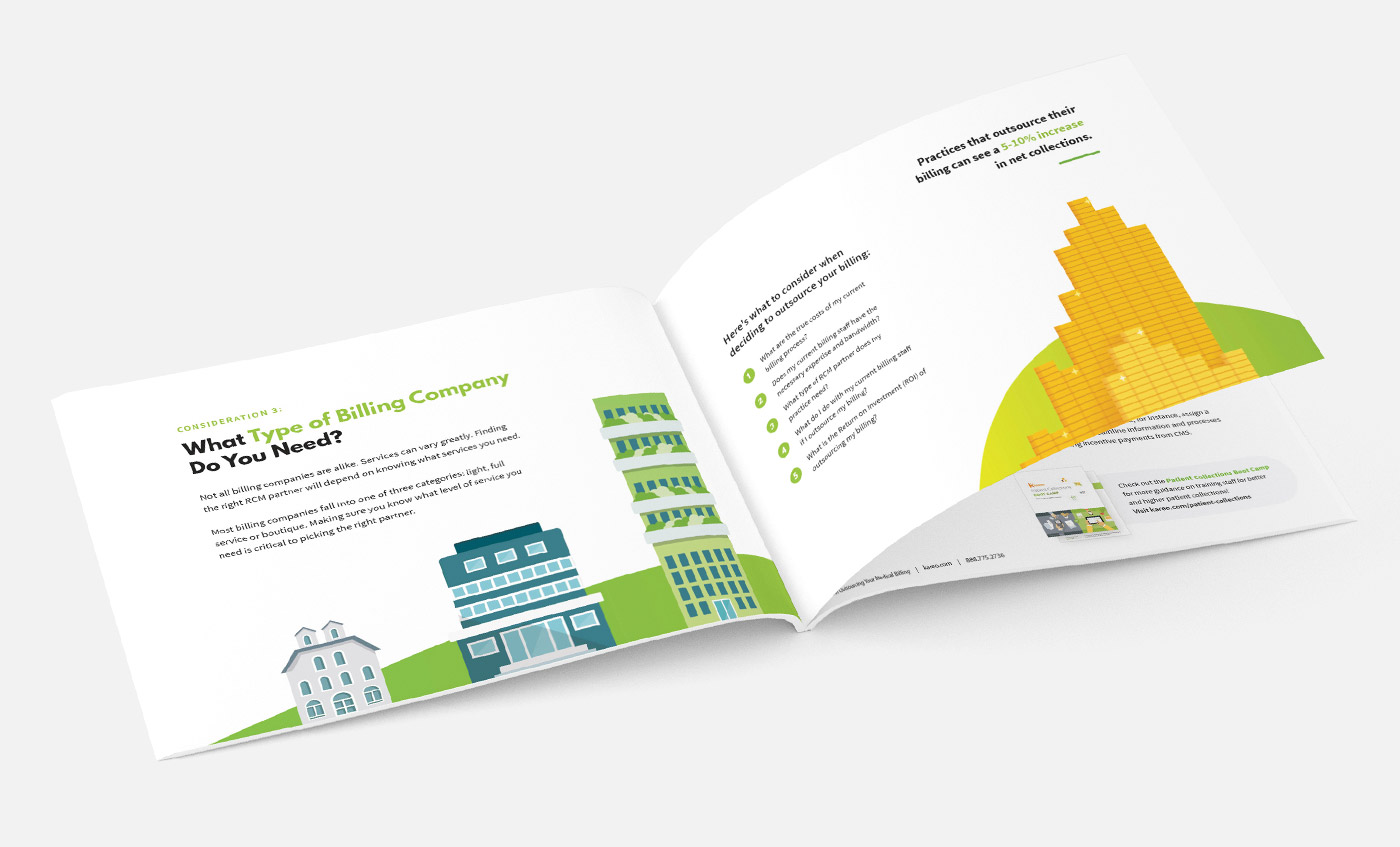 CONSIDERATION 3:
What Type of Billing Company
Do You Need?
Not all billing companies are alike. Services can vary greatly. Finding
the right RCM partner will depend on knowing what services you need.
Most billing companies fall into one of three categories: light, full
service or boutique. Making sure you know what level of service you
need is critical to picking the right partner.
Practices that outsource their
billing can see a 5-10% increase
in net collections.
Here's what to consider when
deciding to outsource your billing:
1 What are the true costs of my current
billing process?
2 Does my current billing staff have the
necessary expertise and bandwidth?
3 What type of RCM partner does my
practice need?
4 What do I do with my current billing staff
if I outsource my billing?
5 What is the Return on Investment (ROI) of
outsourcing my billing?
, for instance, assign a
mline information and processes
ng incentive payments from CMS.
Check out the Patient Collections Boot Camp
for more guidance on training staff for better
and higher patient collections!
Visit kareo.com/patient-collections
Patient Collections
BOOT CAMP
Outsourcing Your Medical Billing | kareo.com | 888.775.2736